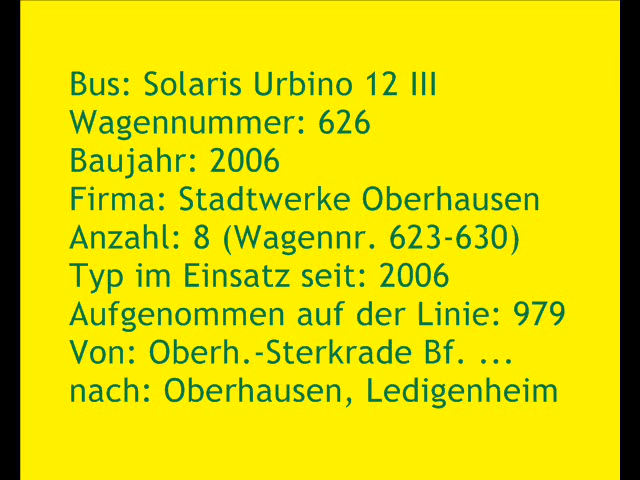 Bus: Solaris Urbino 12 III
Wagennummer: 626
Baujahr: 2006
Firma: Stadtwerke Oberhausen
Anzahl: 8 (Wagennr. 623-630)
Typ im Einsatz seit: 2006
Aufgenommen auf der Linie: 979
Von: Oberh.-Sterkrade Bf. ...
nach: Oberhausen, Ledigenheim